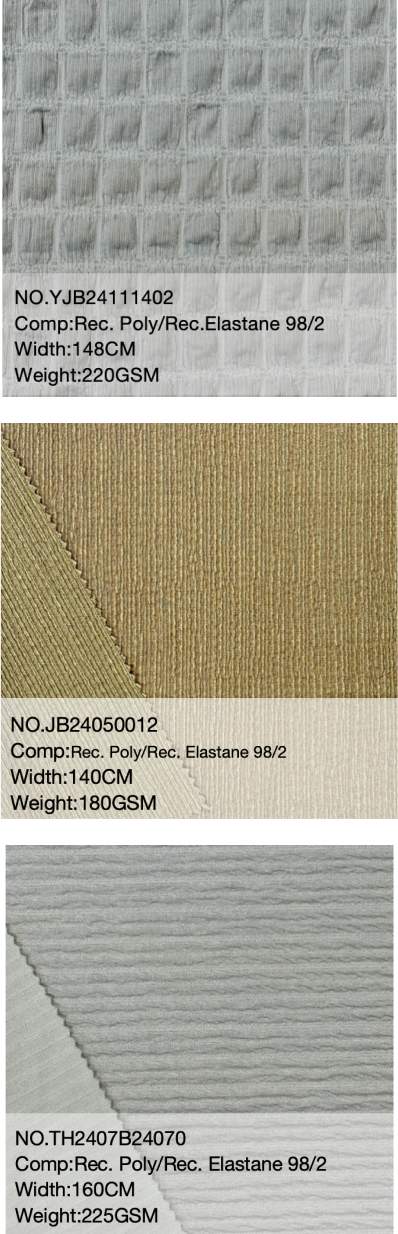 NO.YJB24111402
Comp:Rec. Poly/Rec.Elastane 98/2
Width:148CM
Weight:220GSM
NO.JB24050012
Comp:Rec. Poly/Rec. Elastane 98/2
Width:140CM
Weight:180GSM
NO.TH2407B24070
Comp:Rec. Poly/Rec. Elastane 98/2
Width:160CM
Weight:225GSM